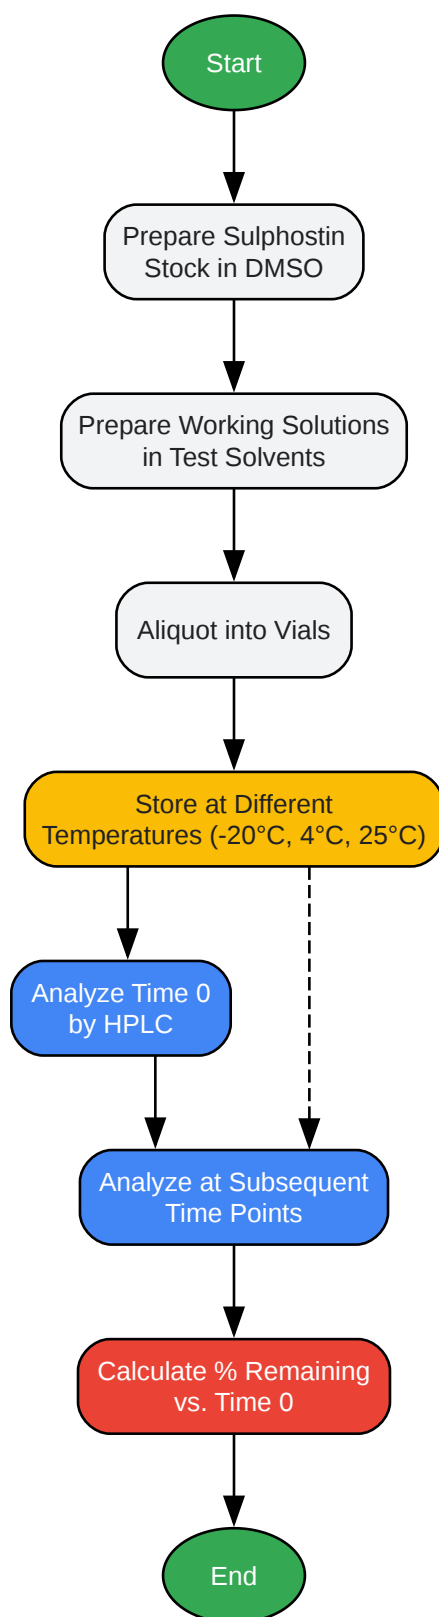 Start
Prepare Sulphostin
Stock in DMSO
Prepare Working Solutions
in Test Solvents
Aliquot into Vials
Store at Different
Temperatures (-20°C, 4°C, 25°C)
Analyze Time 0
by HPLC
Analyze at Subsequent
Time Points
Calculate % Remaining
vs. Time 0
End